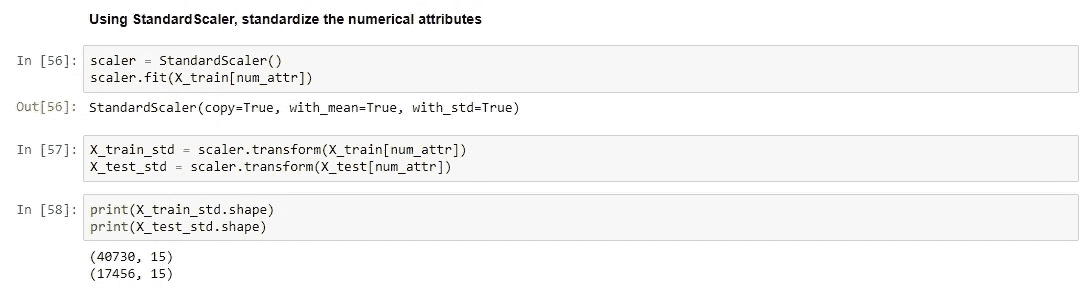 Using StandardScaler, standardize the numerical attributes
In [56]: scaler = StandardScaler()
scaler.fit(X_train[num_attr])
Out[56]: StandardScaler(copy=True, with_mean=True, with_std=True)
In [57]: X_train_std = scaler.transform(X_train[num_attr])
X_test_std = scaler.transform(X_test[num_attr])
In [58]: print(X_train_std.shape)
print(X_test_std.shape)
(40730, 15)
(17456, 15)